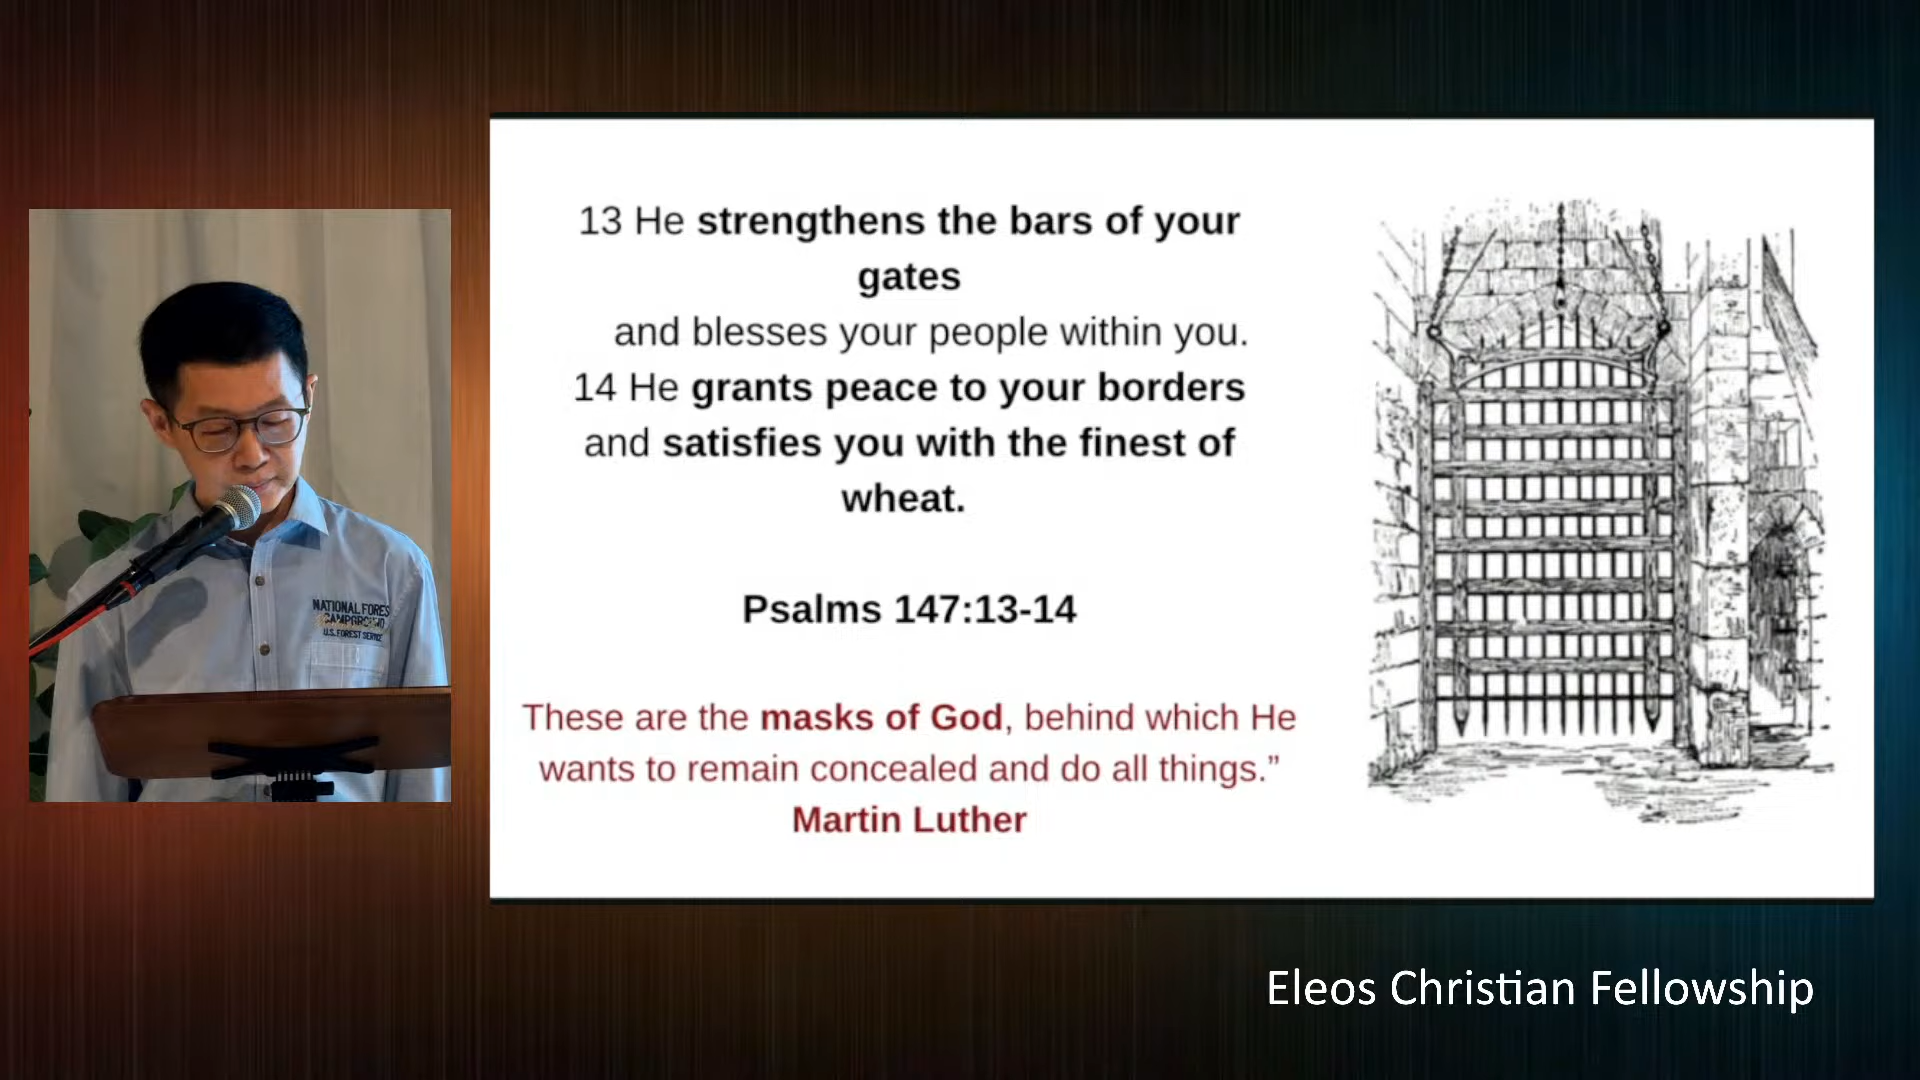 13 He strengthens the bars of your
gates
and blesses your people within you.
14 He grants peace to your borders
and satisfies you with the finest of
wheat.
Psalms 147:13-14
These are the masks of God, behind which He
wants to remain concealed and do all things.”
Martin Luther
NATIONAL FORES
CAMPGROUND
U.S. FOREST SERVICE
Eleos Christian Fellowship